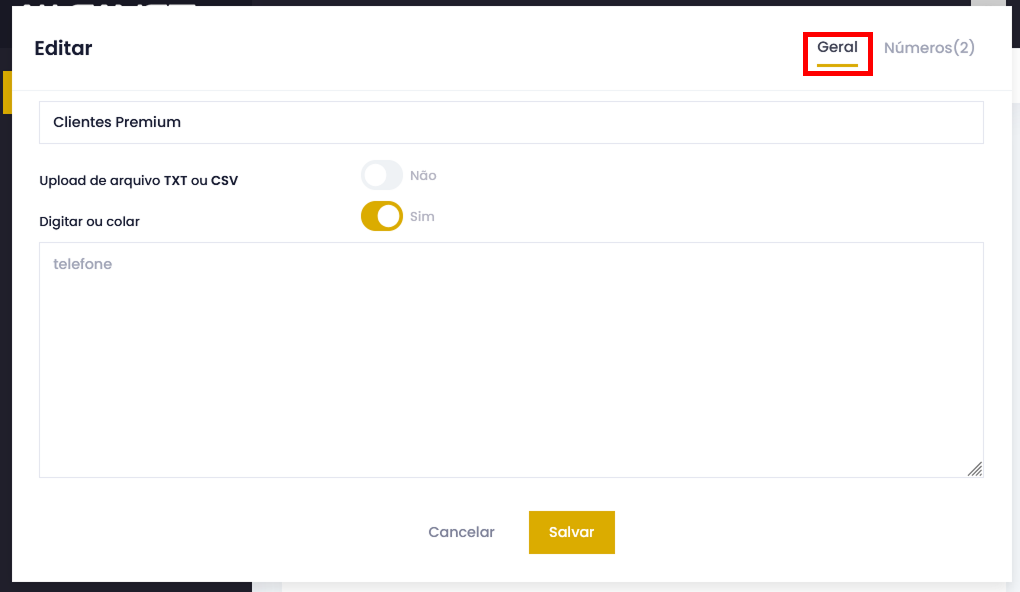 Editar
Geral
Números(2)
Clientes Premium
Upload de arquivo TXT ou CSV
Não
Digitar ou colar
Sim
telefone
Cancelar
Salvar